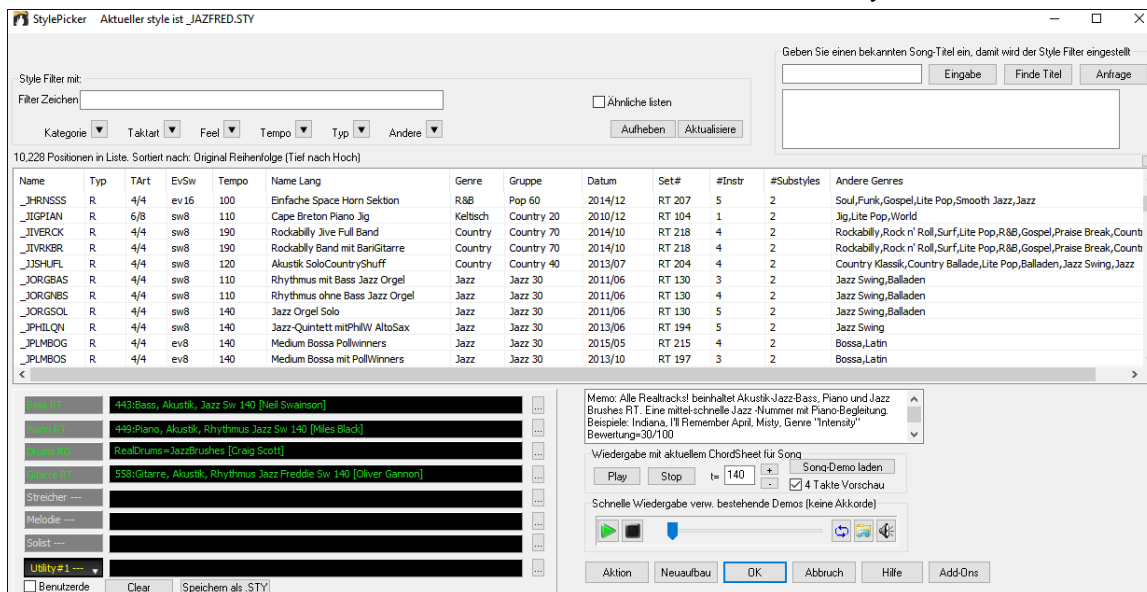 StylePicker Aktueller style ist _JAZFRED.STY
Geben Sie einen bekannten Song-Titel ein, damit wird der Style Filter eingestellt
Eingabe Finde Titel Anfrage
Style Filter mit:
Filter Zeichen
Ähnliche listen
Kategorie Taktart Feel Tempo Typ Andere Aufheben Aktualisiere
10,228 Positionen in Liste. Sortiert nach: Original Reihenfolge (Tief nach Hoch)
Name Typ TArt EvSw Tempo Name Lang Genre Gruppe Datum Set# #Instr #Substyles Andere Genres
_JHRNSSS R 4/4 ev16 100 Einfache Space Horn Sektion R&B Pop 60 2014/12 RT 207 5 2 Soul,Funk,Gospel,Lite Pop,Smooth Jazz,Jazz
_JIGPIAN R 6/8 sw8 110 Cape Breton Piano Jig Keltisch Country 20 2010/12 RT 104 1 2 Jig,Lite Pop,World
_JIVERCK R 4/4 sw8 190 Rockabilly Jive Full Band Country Country 70 2014/10 RT 218 4 2 Rockabilly,Rock n' Roll,Surf,Lite Pop,R&B,Gospel,Praise Break,Count
_JIVRKBR R 4/4 sw8 190 Rockablly Band mit BariGitarre Country Country 70 2014/10 RT 218 4 2 Rockabilly,Rock n' Roll,Surf,Lite Pop,R&B,Gospel,Praise Break,Count
_JJSHUFL R 4/4 sw8 120 Akustik SoloCountryShuff Country Country 40 2013/07 RT 204 4 2 Country Klassik,Country Ballade,Lite Pop,Balladen,Jazz Swing,Jazz
_JORGBAS R 4/4 sw8 110 Rhythmus mit Bass Jazz Orgel Jazz Jazz 30 2011/06 RT 130 3 2 Jazz Swing,Balladen
_JORGNBS R 4/4 sw8 110 Rhythmus ohne Bass Jazz Orgel Jazz Jazz 30 2011/06 RT 130 4 2 Jazz Swing,Balladen
_JORGSOL R 4/4 sw8 140 Jazz Orgel Solo Jazz Jazz 30 2011/06 RT 130 5 2 Jazz Swing,Balladen
_JPHILQN R 4/4 sw8 140 Jazz-Quintett mitPhilW AltoSax Jazz Jazz 30 2013/06 RT 194 5 2 Jazz Swing
_JPLMBOG R 4/4 ev8 140 Medium Bossa Pollwinners Jazz Jazz 30 2015/05 RT 215 4 2 Bossa,Latin
_JPLMBOS R 4/4 ev8 140 Medium Bossa mit PollWinners Jazz Jazz 30 2013/10 RT 197 3 2 Bossa,Latin
Bass RT 443:Bass, Akustik, Jazz Sw 140 [Neil Swainson] ...
Piano RT 449:Piano, Akustik, Rhythmus Jazz Sw 140 [Miles Black] ...
Drums RD RealDrums=JazzBrushes [Craig Scott] ...
Gitarre RT 558:Gitarre, Akustik, Rhythmus Jazz Freddie Sw 140 [Oliver Gannon] ...
Streicher --- ...
Melodie --- ...
Solist --- ...
Utility#1 --- ...
Benutzerde Clear Speichern als .STY
Memo: Alle Realtracks! beinhaltet Akustik-Jazz-Bass, Piano und Jazz
Brushes RT. Eine mittel-schnelle Jazz -Nummer mit Piano-Begleitung.
Beispiele: Indiana, I'll Remember April, Misty, Genre "Intensity"
Bewertung=30/100
Wiedergabe mit aktuellem ChordSheet für Song
Play Stop t= 140 + - Song-Demo laden
4 Takte Vorschau
Schnelle Wiedergabe verw. bestehende Demos (keine Akkorde)
Aktion Neuaufbau OK Abbruch Hilfe Add-Ons